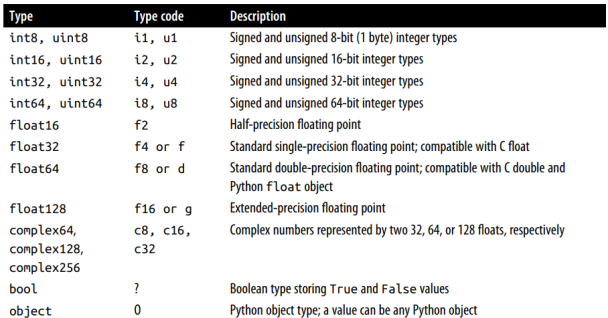 Type Type code Description
int8, uint8 i1, u1 Signed and unsigned 8-bit (1 byte) integer types
int16, uint16 i2, u2 Signed and unsigned 16-bit integer types
int32, uint32 i4, u4 Signed and unsigned 32-bit integer types
int64, uint64 i8, u8 Signed and unsigned 64-bit integer types
float16 f2 Half-precision floating point
float32 f4 or f Standard single-precision floating point; compatible with C float
float64 f8 or d Standard double-precision floating point; compatible with C double and
Python float object
float128 f16 or g Extended-precision floating point
complex64, c8, c16, Complex numbers represented by two 32, 64, or 128 floats, respectively
complex128, c32
complex256
bool ? Boolean type storing True and False values
object O Python object type; a value can be any Python object